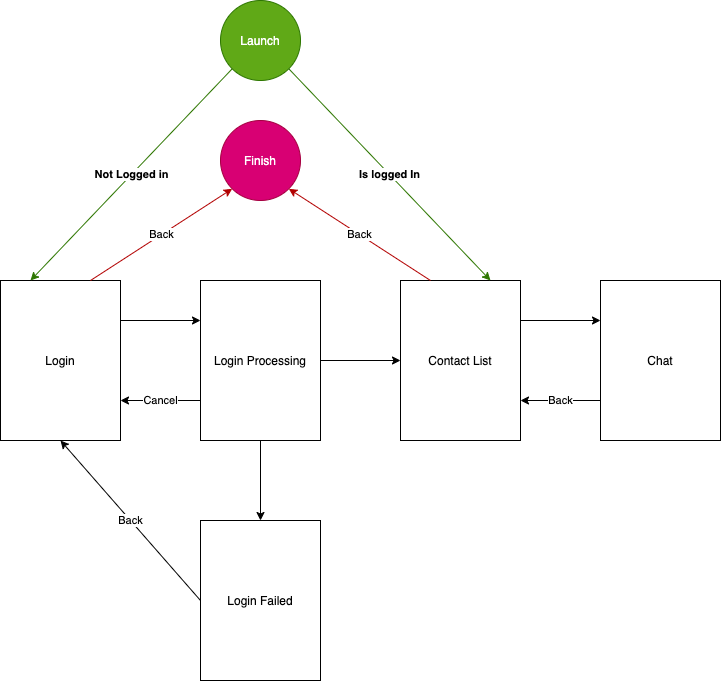 Launch
Finish
Not Logged in
Is logged In
Back
Back
Login
Login Processing
Contact List
Chat
Cancel
Back
Back
Login Failed